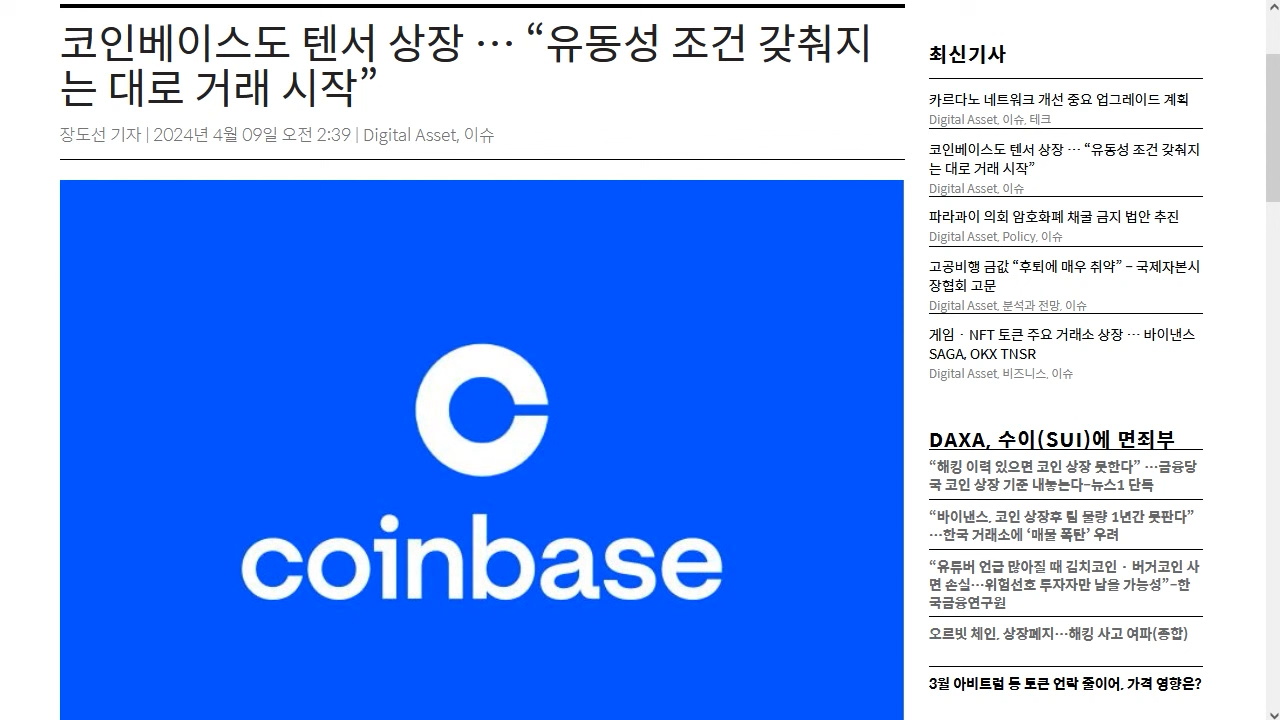 코인베이스도 텐서 상장 … “유동성 조건 갖춰지
는 대로 거래 시작”
장도선 기자 | 2024년 4월 09일 오전 2:39 | Digital Asset, 이슈
coinbase
최신기사
카르다노 네트워크 개선 중요 업그레이드 계획
Digital Asset, 이슈, 테크
코인베이스도 텐서 상장 … “유동성 조건 갖춰지
는 대로 거래 시작”
Digital Asset, 이슈
파라과이 의회 암호화폐 채굴 금지 법안 추진
Digital Asset, Policy, 이슈
고공비행 금값 “후퇴에 매우 취약” – 국제자본시
장협회 고문
Digital Asset, 분석과 전망, 이슈
게임 · NFT 토큰 주요 거래소 상장 … 바이낸스
SAGA, OKX TNSR
Digital Asset, 비즈니스, 이슈
DAXA, 수이(SUI)에 면죄부
“해킹 이력 있으면 코인 상장 못한다” …금융당
국 코인 상장 기준 내놓는다-뉴스1 단독
“바이낸스, 코인 상장후 팀 물량 1년간 못판다”
…한국 거래소에 ‘매물 폭탄’ 우려
“유튜버 언급 많아질 때 김치코인 · 버거코인 사
면 손실…위험선호 투자자만 남을 가능성”-한
국금융연구원
오르빗 체인, 상장폐지…해킹 사고 여파(종합)
3월 아비트럼 등 토큰 언락 줄이어, 가격 영향은?